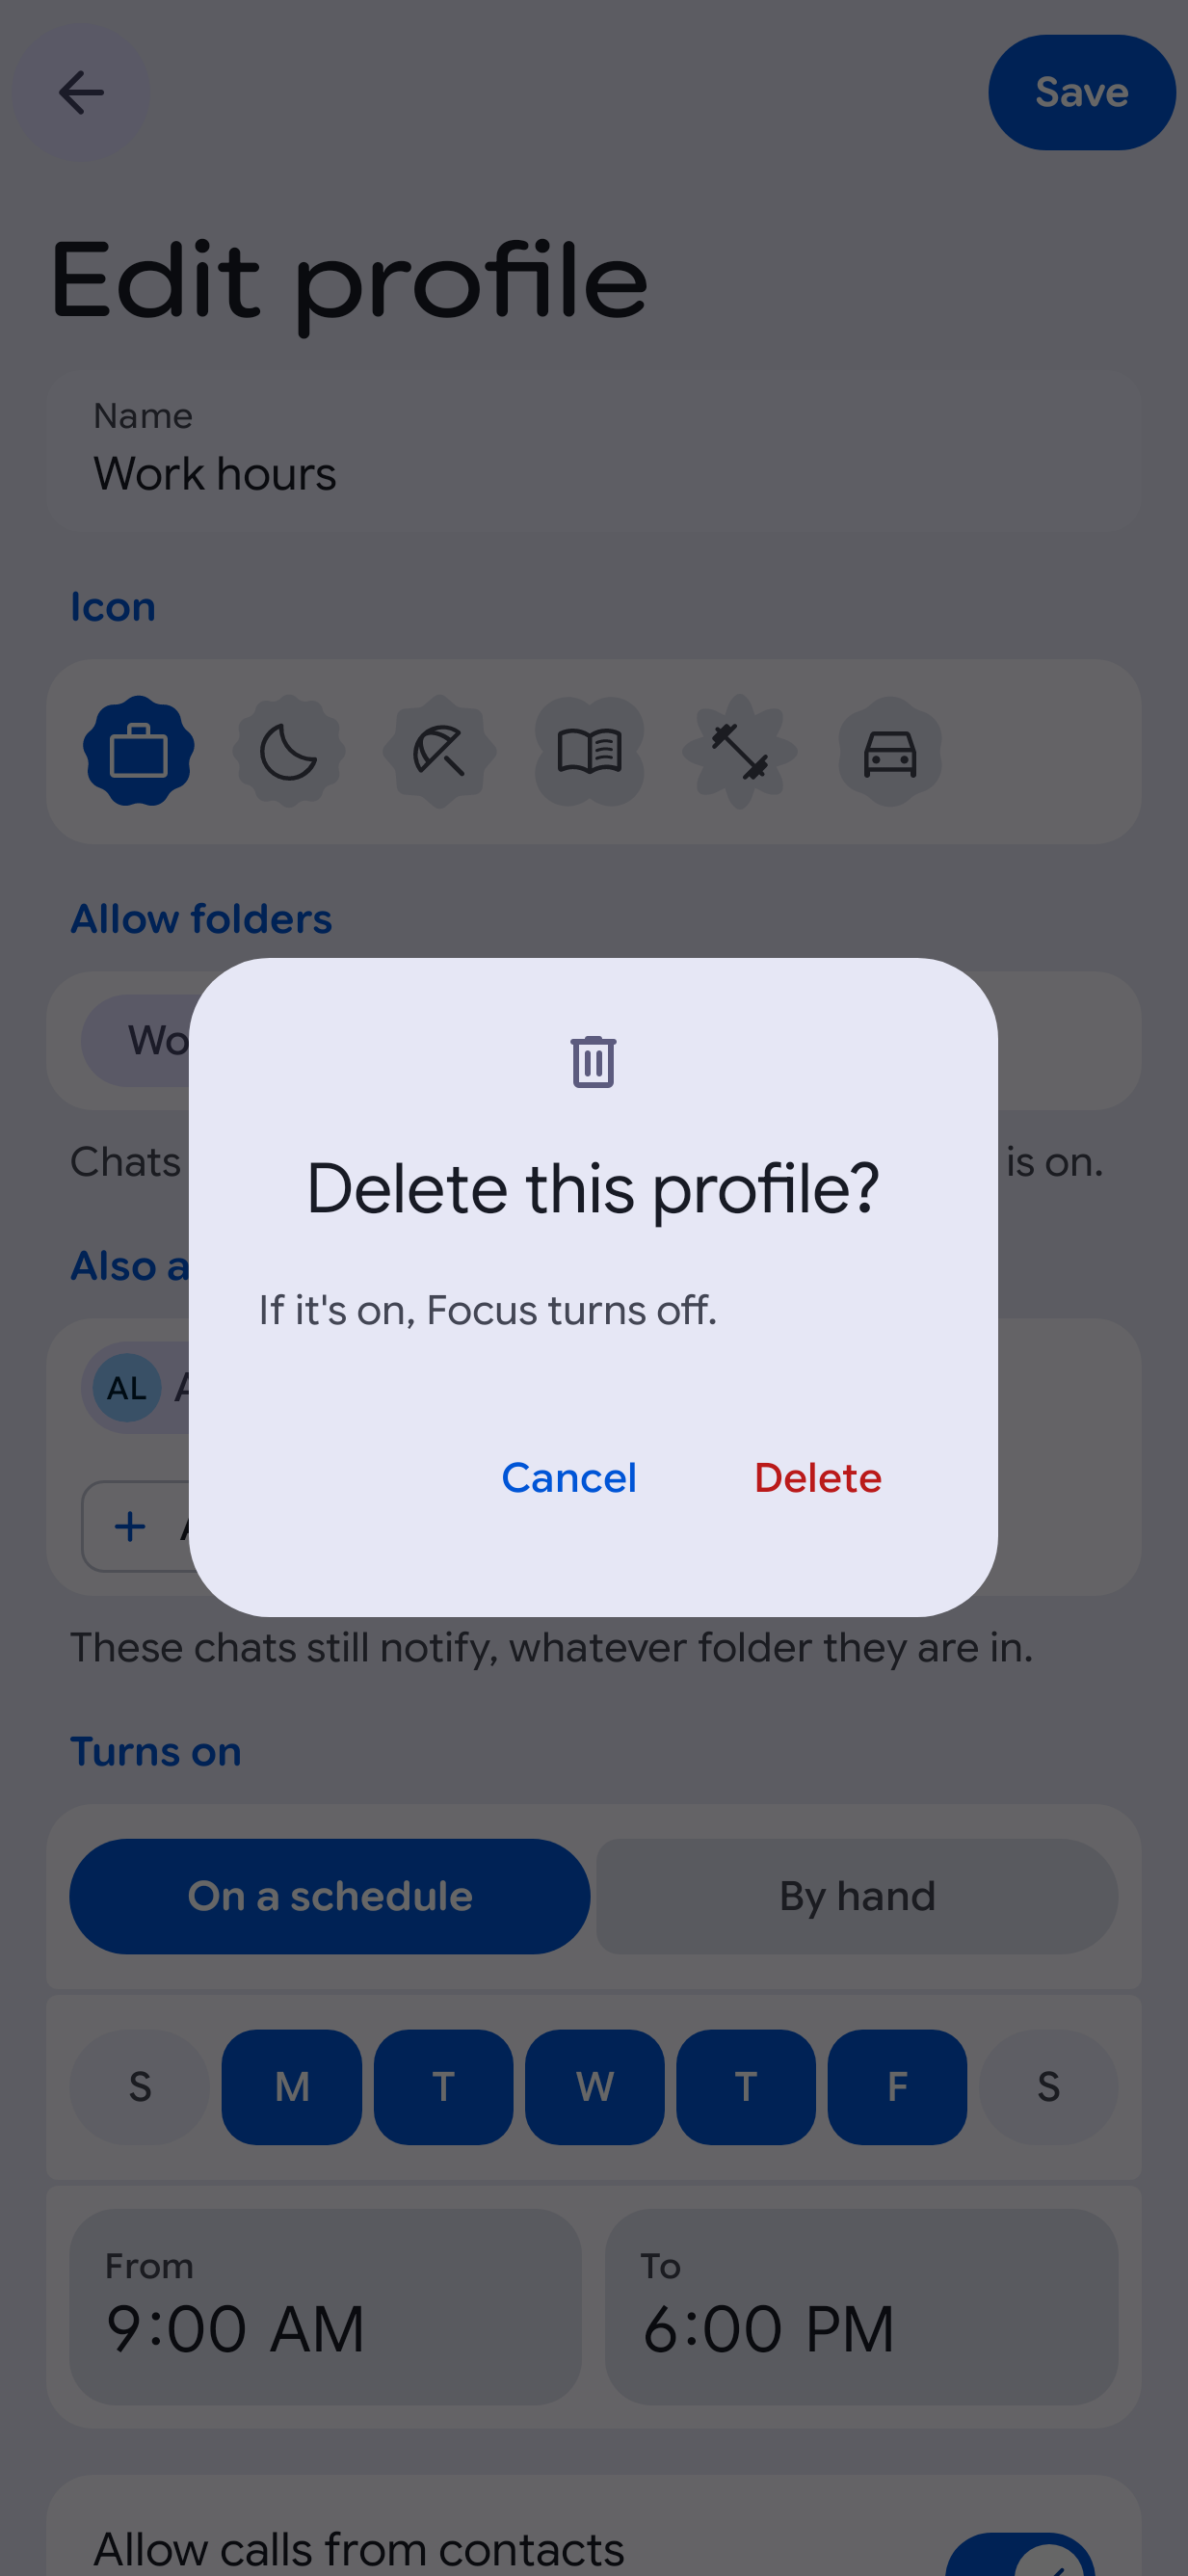 Save
Edit profile
Name
Work hours
Icon
Allow folders
Wo
Delete this profile?
If it's on, Focus turns off.
Cancel
Delete
Chats
is on.
Also a
AL
These chats still notify, whatever folder they are in.
Turns on
On a schedule
By hand
S
M
T
W
T
F
S
From
9:00 AM
To
6:00 PM
Allow calls from contacts